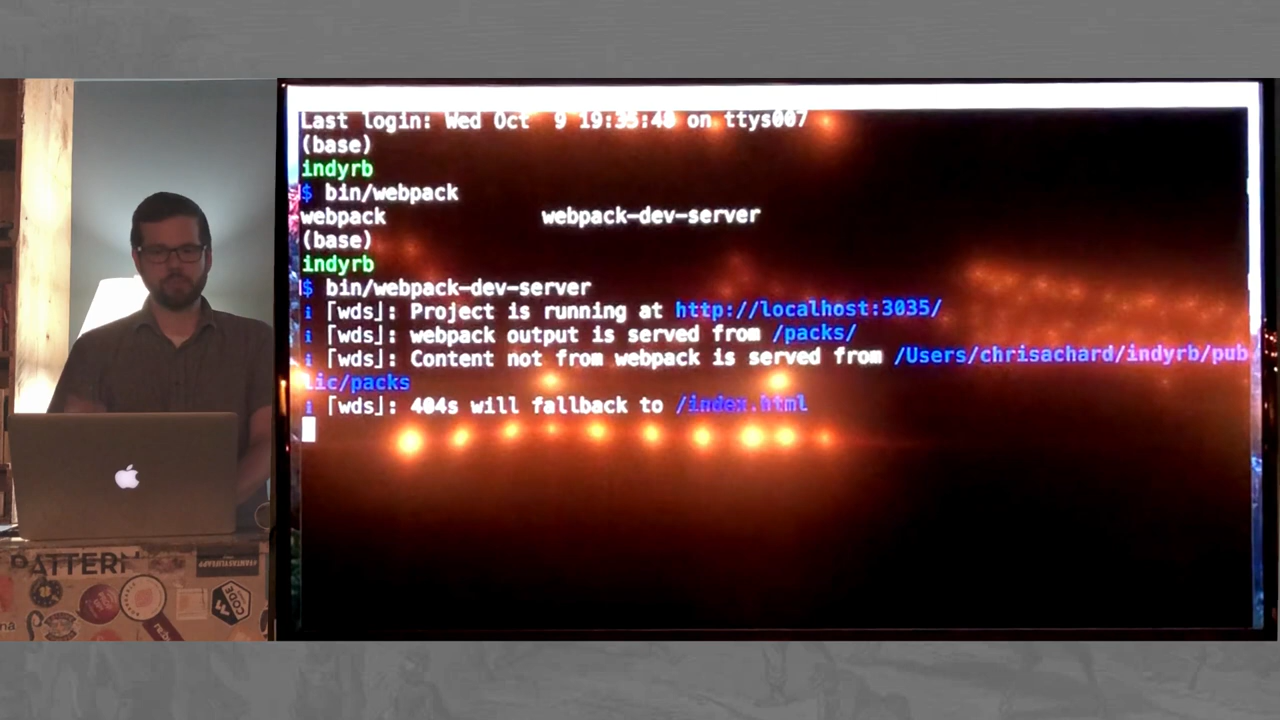 Last login: Wed Oct  9 19:35:48 on ttys007
(base)
indyrb
$ bin/webpack
webpack webpack-dev-server
(base)
indyrb
$ bin/webpack-dev-server
i ｢wds｣: Project is running at http://localhost:3035/
i ｢wds｣: webpack output is served from /packs/
i ｢wds｣: Content not from webpack is served from /Users/chrisachard/indyrb/pub
lic/packs
i ｢wds｣: 404s will fallback to /index.html
PATTERN
CODE